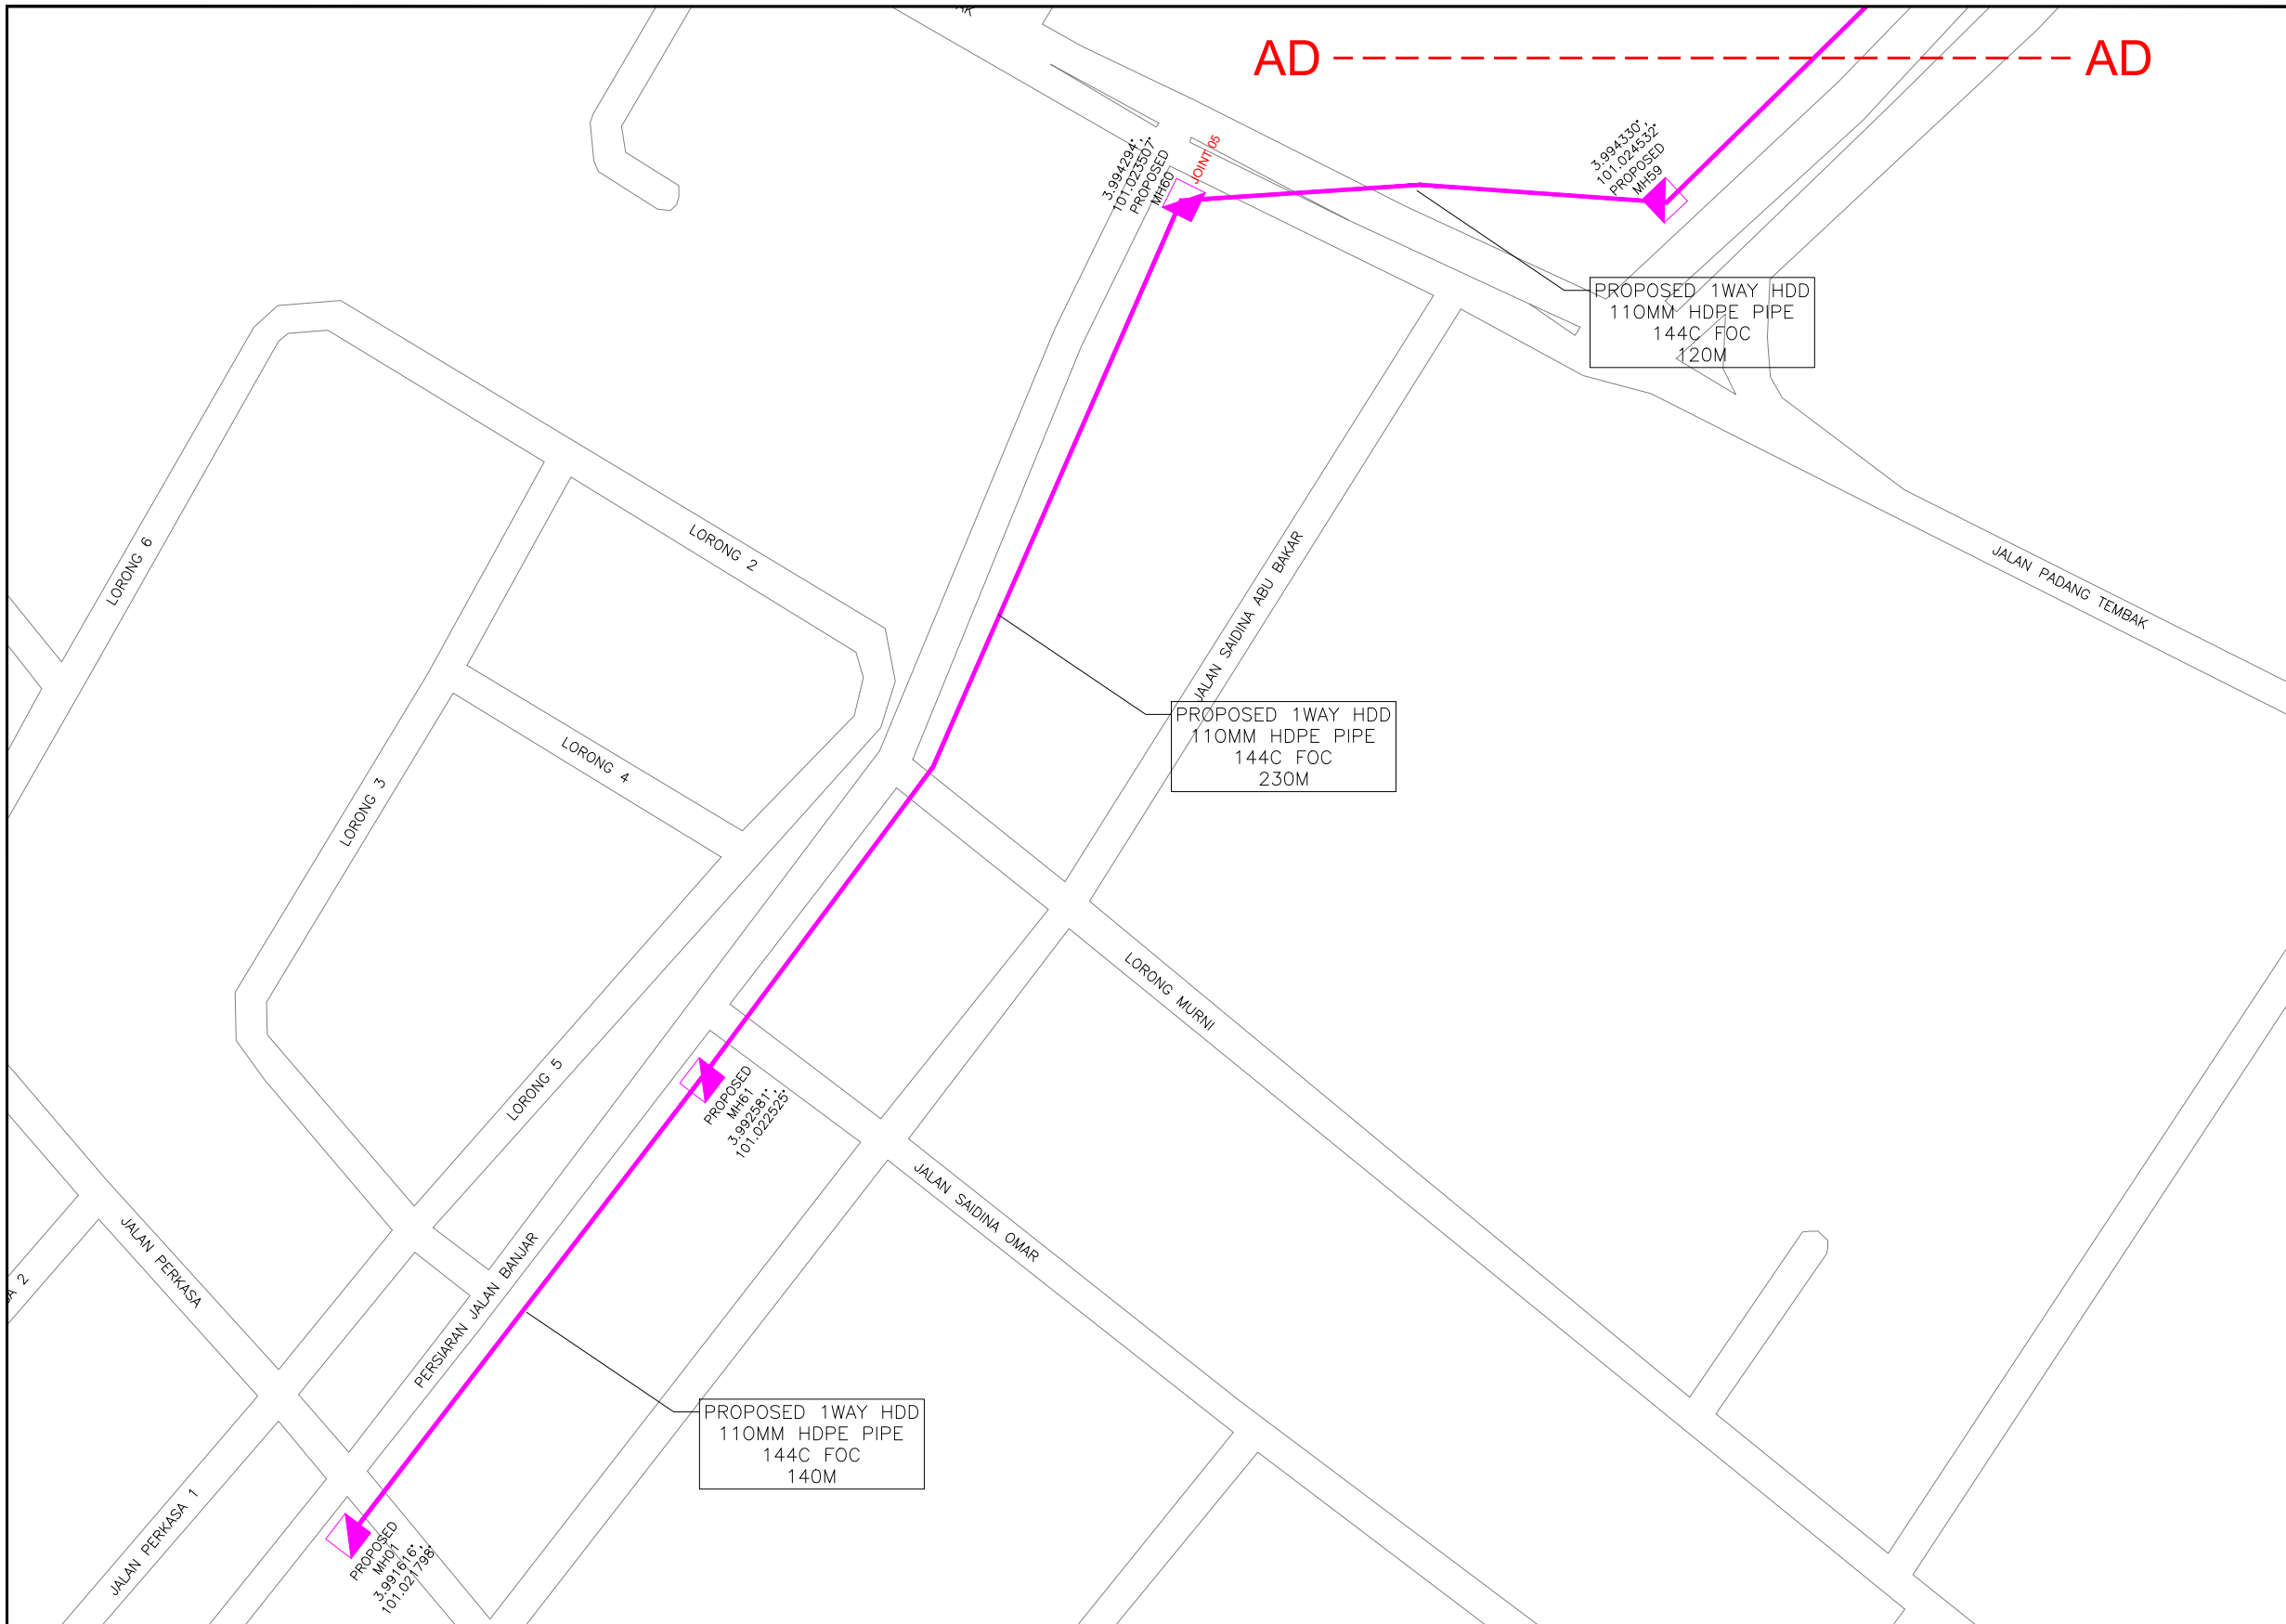 AD
AD
3.994294°,
101.023507°
PROPOSED
MH60
JOINT 05
3.994330°,
101.024532°
PROPOSED
MH59
PROPOSED 1WAY HDD
110MM HDPE PIPE
144C FOC
120M
LORONG 6
LORONG 2
JALAN SAIDINA ABU BAKAR
JALAN PADANG TEMBAK
PROPOSED 1WAY HDD
110MM HDPE PIPE
144C FOC
230M
LORONG 4
LORONG 3
LORONG MURNI
LORONG 5
PROPOSED
MH61
3.992581°,
101.022525°
JALAN SAIDINA OMAR
JALAN PERKASA
2
PERSIARAN JALAN BANJAR
PROPOSED 1WAY HDD
110MM HDPE PIPE
144C FOC
140M
JALAN PERKASA 1
PROPOSED
MH01
3.991616°,
101.021798°